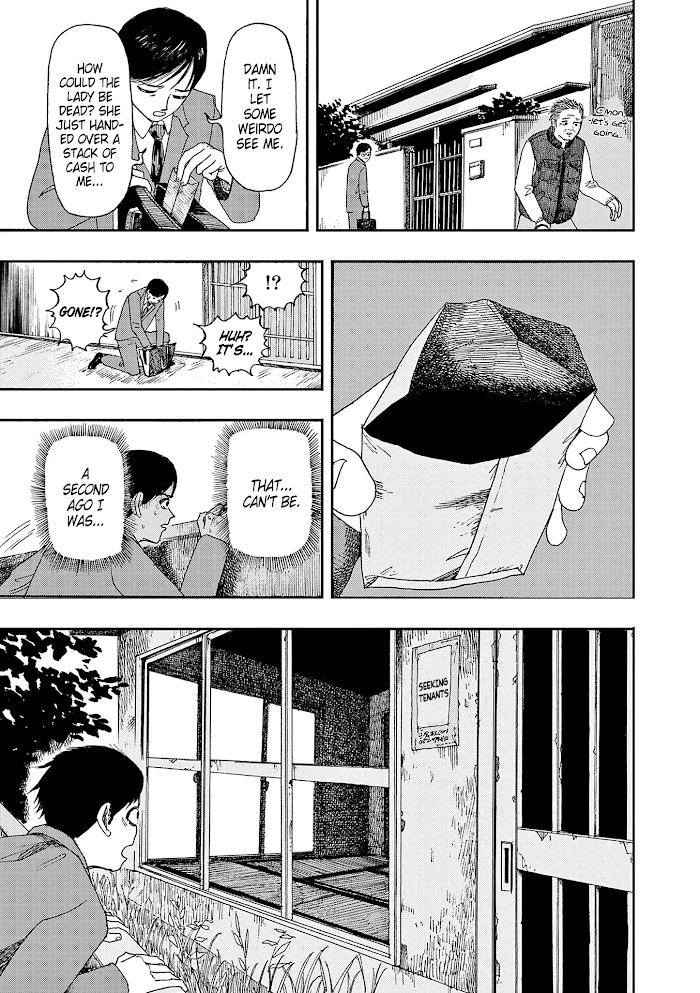 C'mon,
let's get
going.
DAMN
IT. I
LET
SOME
WEIRDO
SEE ME.
HOW
COULD THE
LADY BE
DEAD? SHE
JUST HAND-
ED OVER A
STACK OF
CASH TO
ME...
!?
HUH?
IT'S...
GONE!?
THAT...
CAN'T BE.
A
SECOND
AGO I
WAS...
SEEKING
TENANTS